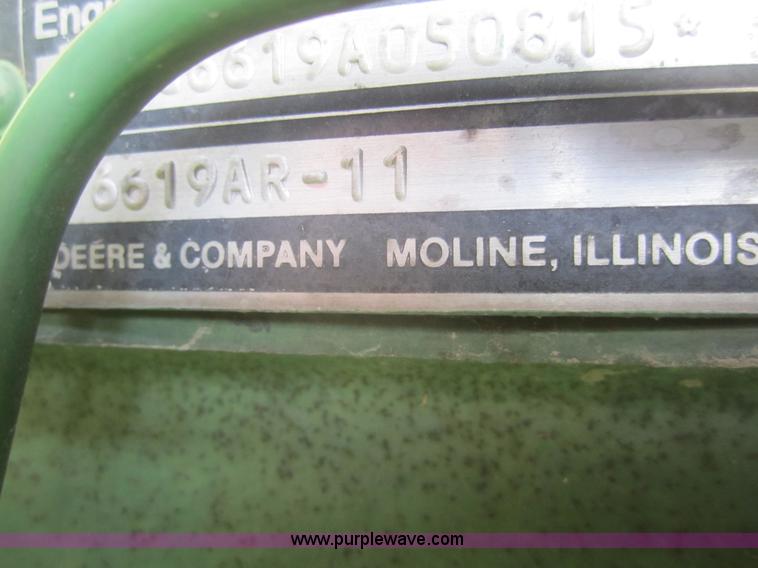 Engi
6619A050815*
6619AR-11
DEERE & COMPANY MOLINE, ILLINOIS
www.purplewave.com